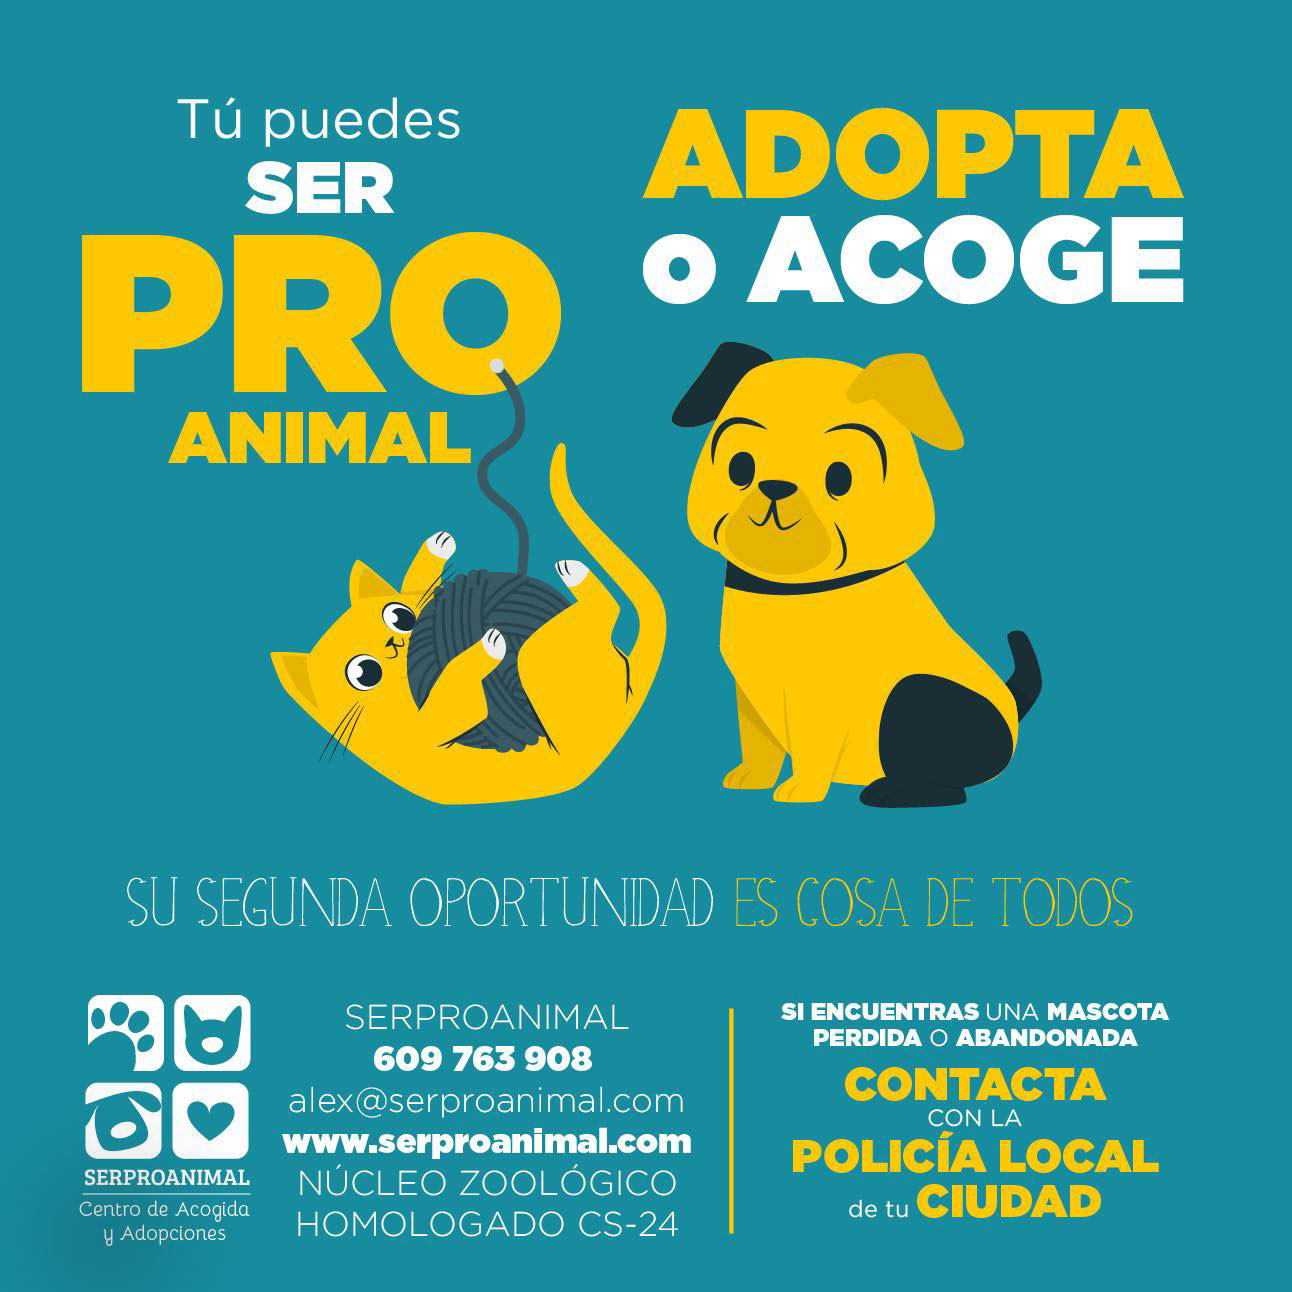 Tú puedes
SER
PRO
ANIMAL
ADOPTA
o ACOGE
SU SEGUNDA OPORTUNIDAD ES COSA DE TODOS
SERPROANIMAL
Centro de Acogida
y Adopciones
SERPROANIMAL
609 763 908
alex@serproanimal.com
www.serproanimal.com
NÚCLEO ZOOLÓGICO
HOMOLOGADO CS-24
SI ENCUENTRAS UNA MASCOTA
PERDIDA O ABANDONADA
CONTACTA
CON LA
POLICÍA LOCAL
de tu CIUDAD